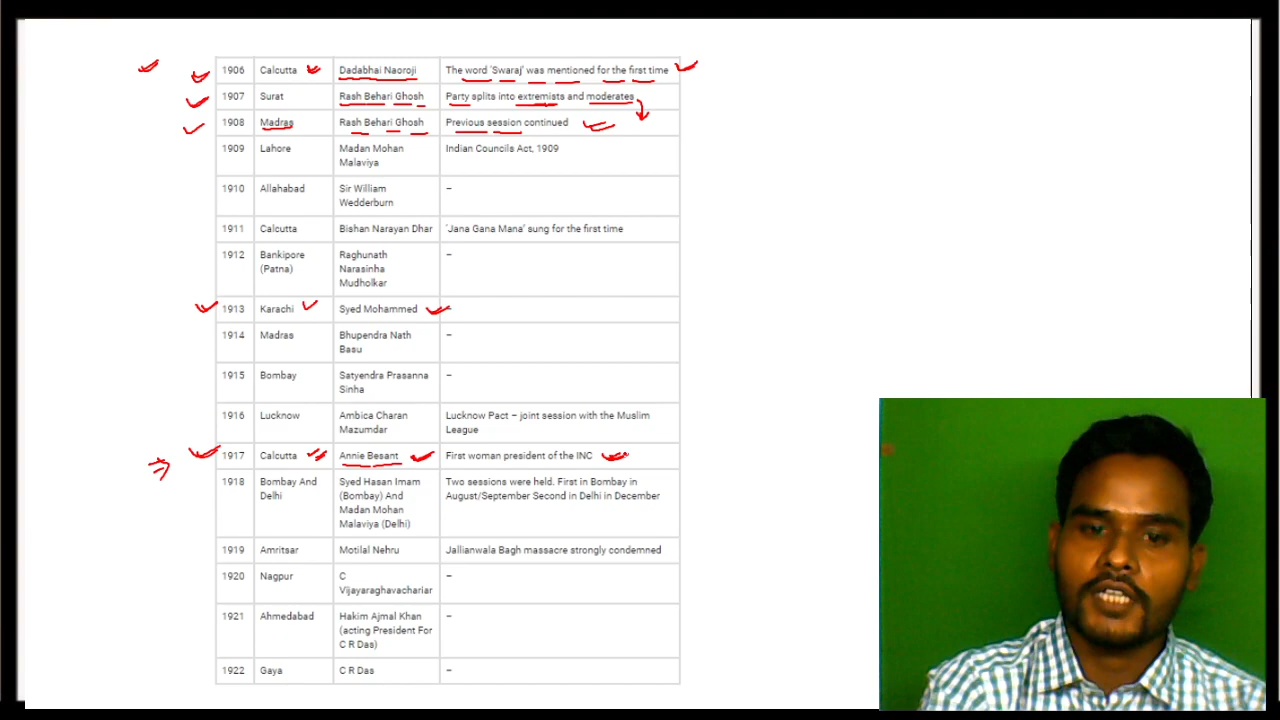 1906 Calcutta Dadabhai Naoroji The word 'Swaraj' was mentioned for the first time
1907 Surat Rash Behari Ghosh Party splits into extremists and moderates
1908 Madras Rash Behari Ghosh Previous session continued
1909 Lahore Madan Mohan Indian Councils Act, 1909
Malaviya
1910 Allahabad Sir William –
Wedderburn
1911 Calcutta Bishan Narayan Dhar 'Jana Gana Mana' sung for the first time
1912 Bankipore Raghunath –
(Patna) Narasinha
Mudholkar
1913 Karachi Syed Mohammed –
1914 Madras Bhupendra Nath –
Basu
1915 Bombay Satyendra Prasanna –
Sinha
1916 Lucknow Ambica Charan Lucknow Pact – joint session with the Muslim
Mazumdar League
1917 Calcutta Annie Besant First woman president of the INC
1918 Bombay And Syed Hasan Imam Two sessions were held. First in Bombay in
Delhi (Bombay) And August/September Second in Delhi in December
Madan Mohan
Malaviya (Delhi)
1919 Amritsar Motilal Nehru Jallianwala Bagh massacre strongly condemned
1920 Nagpur C –
Vijayaraghavachariar
1921 Ahmedabad Hakim Ajmal Khan –
(acting President For
C R Das)
1922 Gaya C R Das –